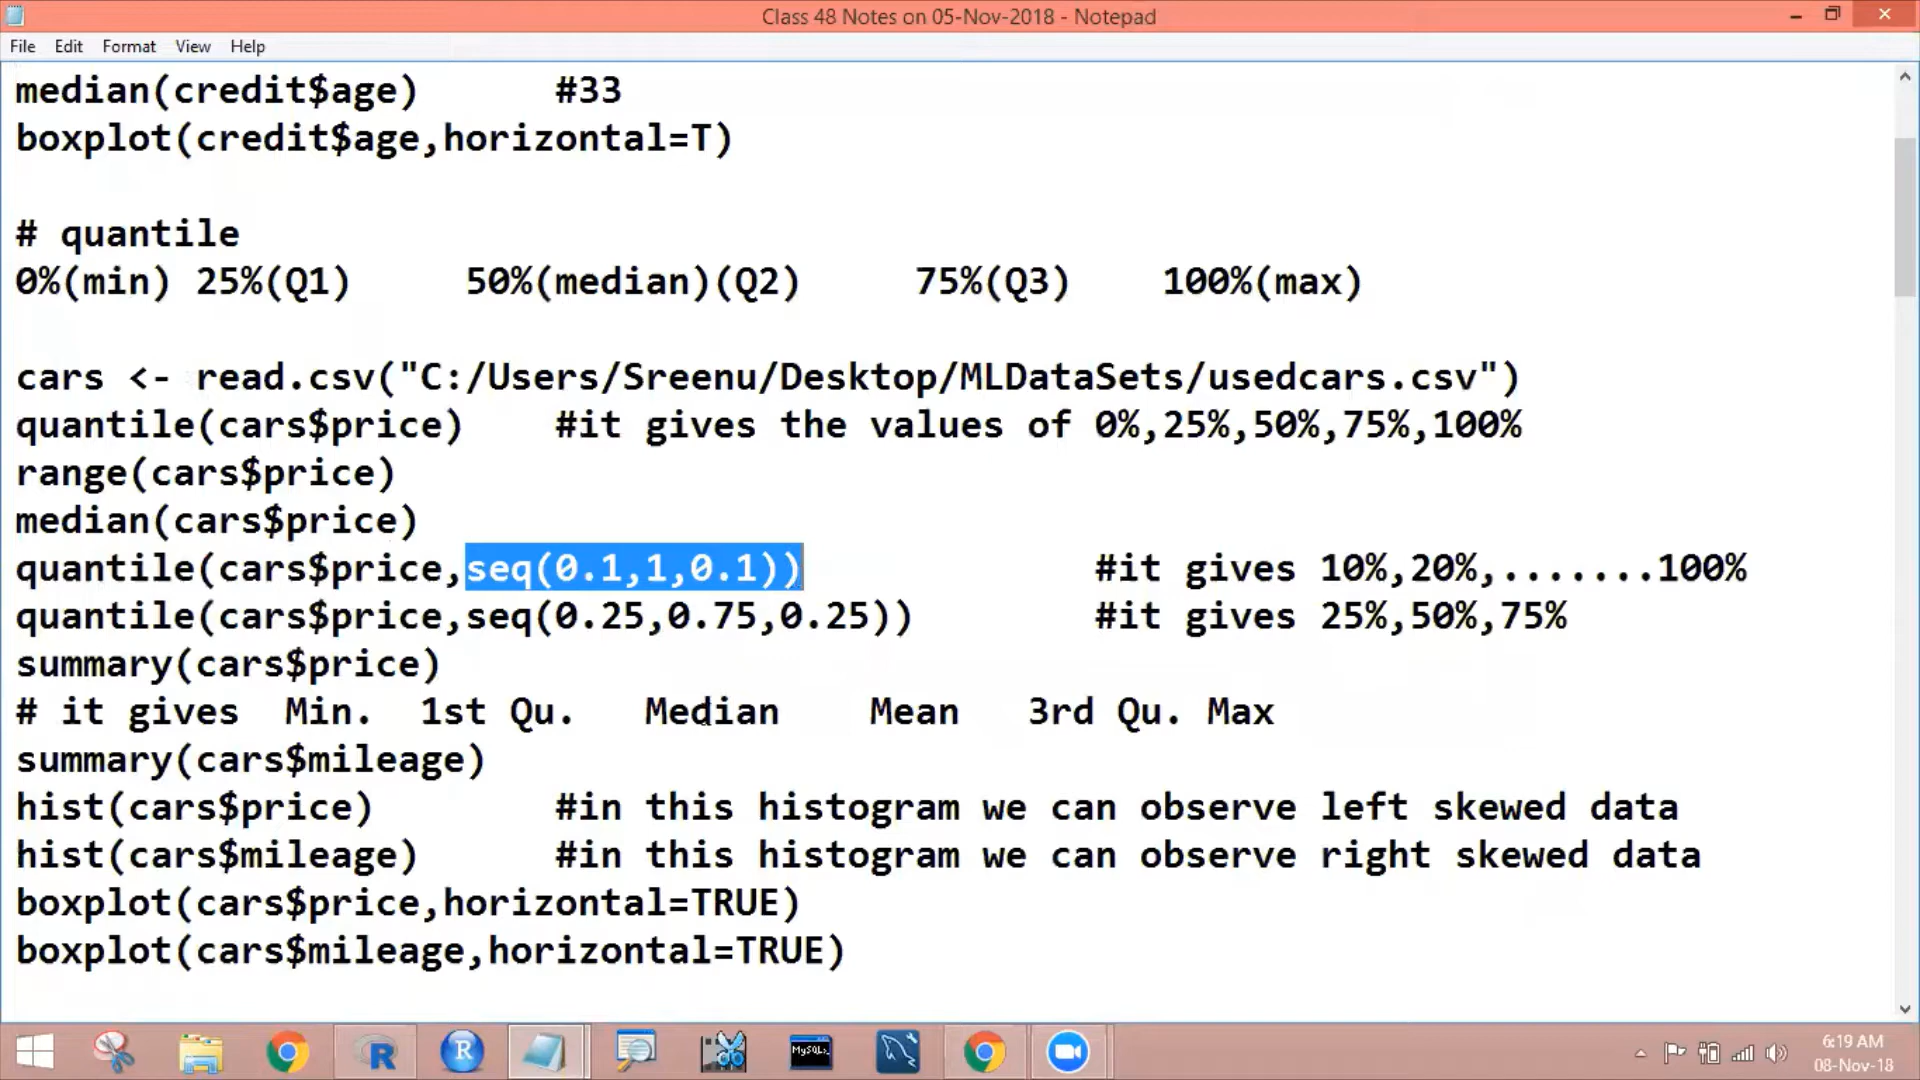 Class 48 Notes on 05-Nov-2018 - Notepad
File Edit Format View Help
median(credit$age) #33
boxplot(credit$age,horizontal=T)
# quantile
0%(min) 25%(Q1) 50%(median)(Q2) 75%(Q3) 100%(max)
cars <- read.csv("C:/Users/Sreenu/Desktop/MLDataSets/usedcars.csv")
quantile(cars$price) #it gives the values of 0%,25%,50%,75%,100%
range(cars$price)
median(cars$price)
quantile(cars$price,seq(0.1,1,0.1)) #it gives 10%,20%,.......100%
quantile(cars$price,seq(0.25,0.75,0.25)) #it gives 25%,50%,75%
summary(cars$price)
# it gives Min. 1st Qu. Median Mean 3rd Qu. Max
summary(cars$mileage)
hist(cars$price) #in this histogram we can observe left skewed data
hist(cars$mileage) #in this histogram we can observe right skewed data
boxplot(cars$price,horizontal=TRUE)
boxplot(cars$mileage,horizontal=TRUE)
R
R
MySQL>
6:19 AM
08-Nov-18